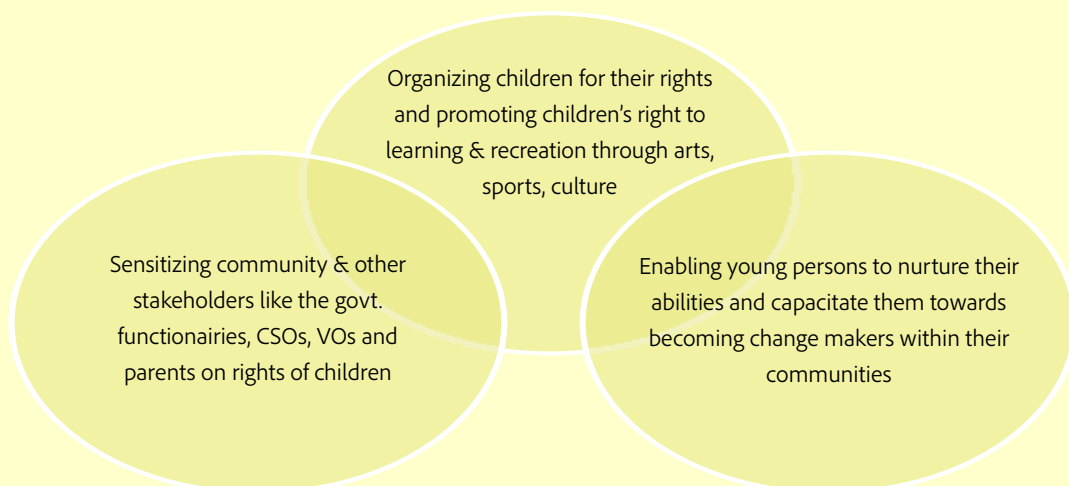 Organizing children for their rights
and promoting children’s right to
learning & recreation through arts,
sports, culture
Sensitizing community & other
stakeholders like the govt.
functionairies, CSOs, VOs and
parents on rights of children
Enabling young persons to nurture their
abilities and capacitate them towards
becoming change makers within their
communities